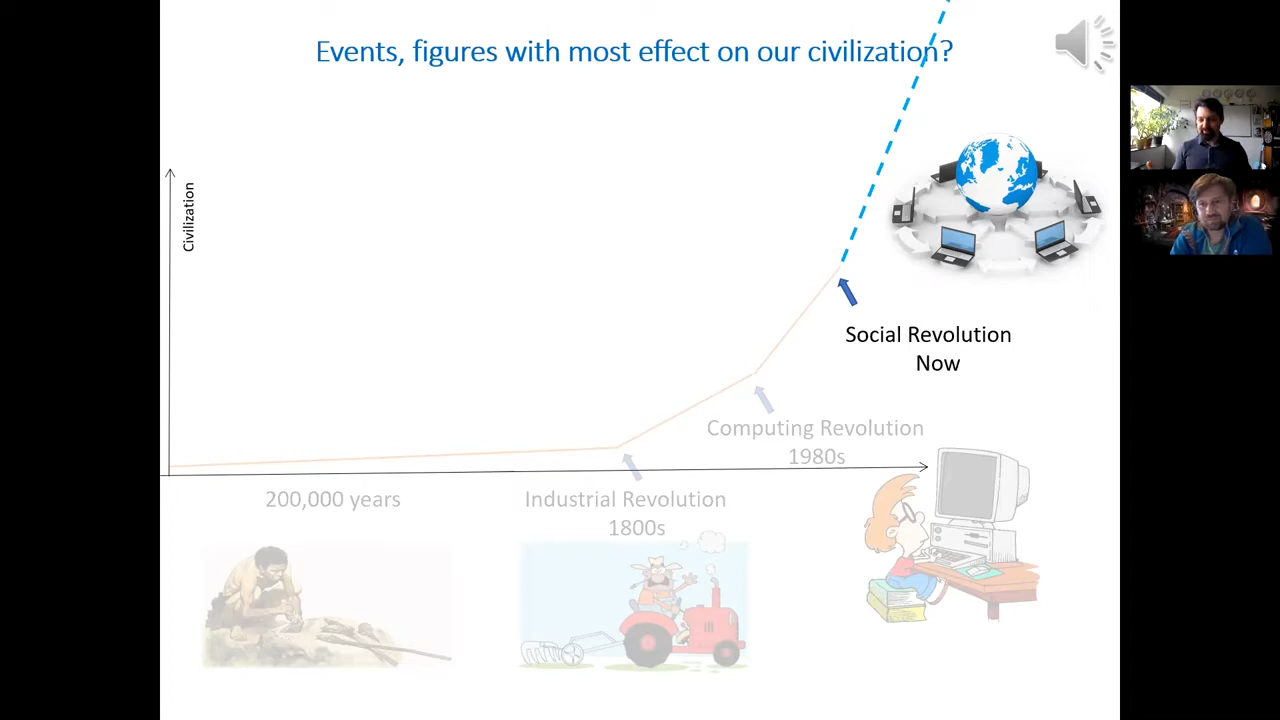 Events, figures with most effect on our civilization?
Civilization
Social Revolution
Now
Computing Revolution
1980s
200,000 years
Industrial Revolution
1800s